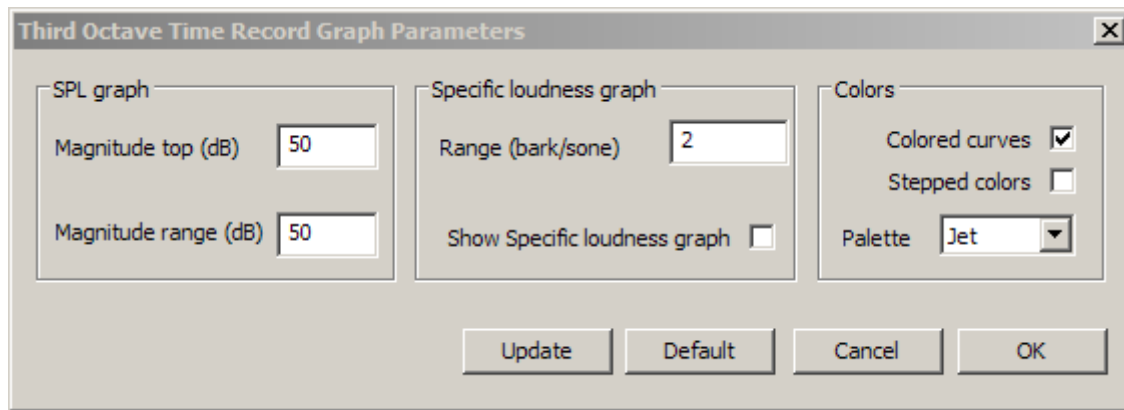 Third Octave Time Record Graph Parameters
SPL graph
Magnitude top (dB) 50
Magnitude range (dB) 50
Specific loudness graph
Range (bark/sone) 2
Show Specific loudness graph
Colors
Colored curves
Stepped colors
Palette Jet
Update Default Cancel OK